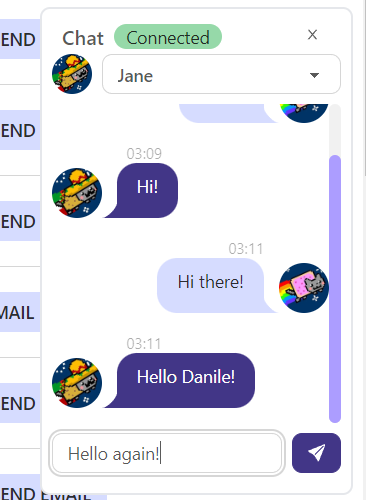 Chat Connected x
END
Jane
03:09
END
Hi!
END
03:11
Hi there!
MAIL
03:11
Hello Danile!
END
Hello again!
END EMAIL